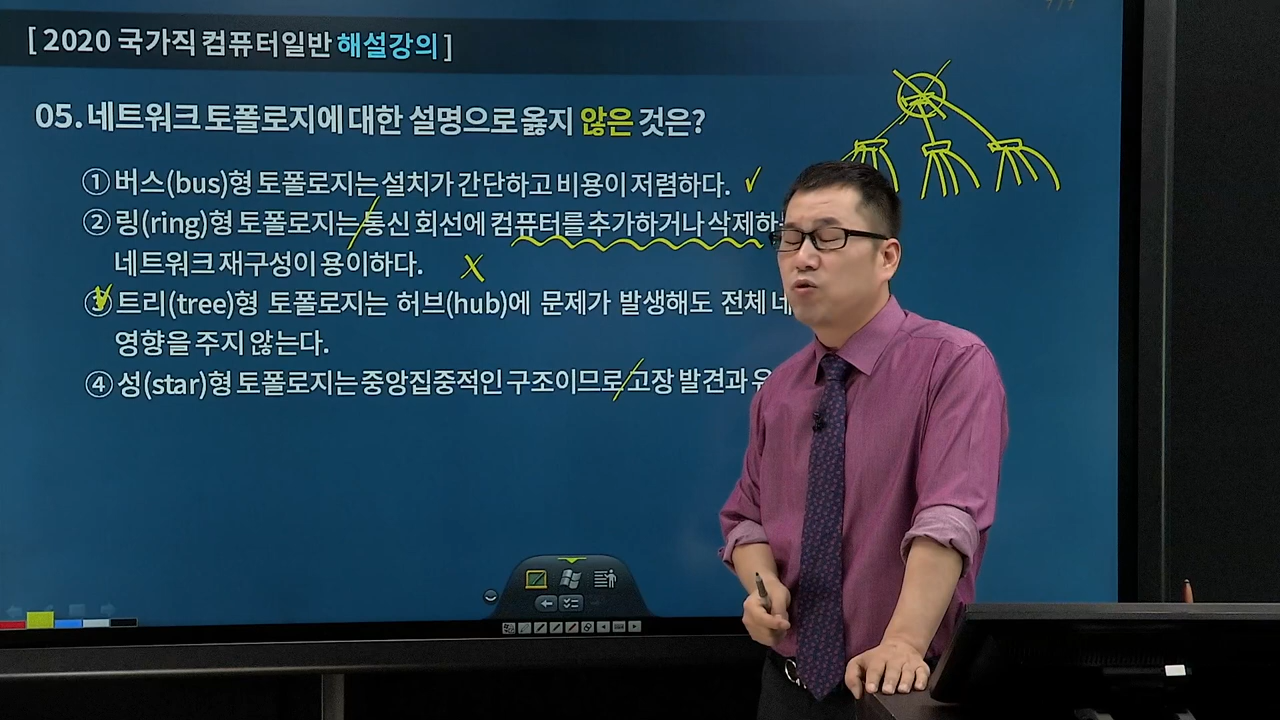 [ 2020 국가직 컴퓨터일반 해설강의 ]
05. 네트워크 토폴로지에 대한 설명으로 옳지 않은 것은?
① 버스(bus)형 토폴로지는 설치가 간단하고 비용이 저렴하다.
② 링(ring)형 토폴로지는 통신 회선에 컴퓨터를 추가하거나 삭제하는
네트워크 재구성이 용이하다. X
③ 트리(tree)형 토폴로지는 허브(hub)에 문제가 발생해도 전체
영향을 주지 않는다.
④ 성(star)형 토폴로지는 중앙집중적인 구조이므로 고장 발견과